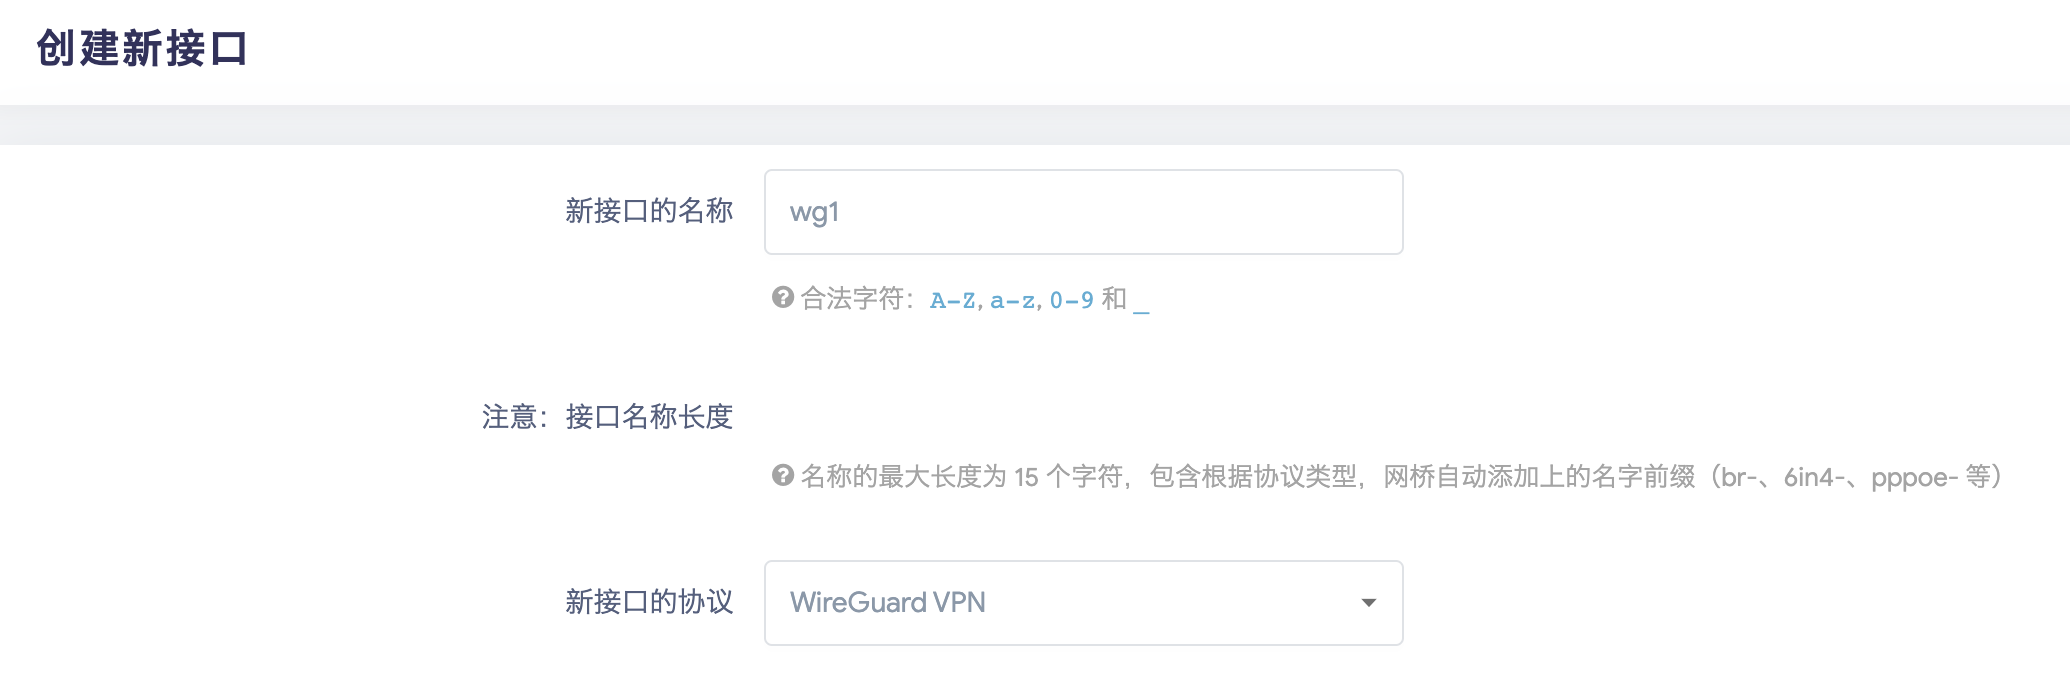 创建新接口
新接口的名称
wg1
合法字符：A-Z, a-z, 0-9 和 _
注意：接口名称长度
名称的最大长度为 15 个字符，包含根据协议类型，网桥自动添加上的名字前缀（br-、6in4-、pppoe- 等）
新接口的协议
WireGuard VPN